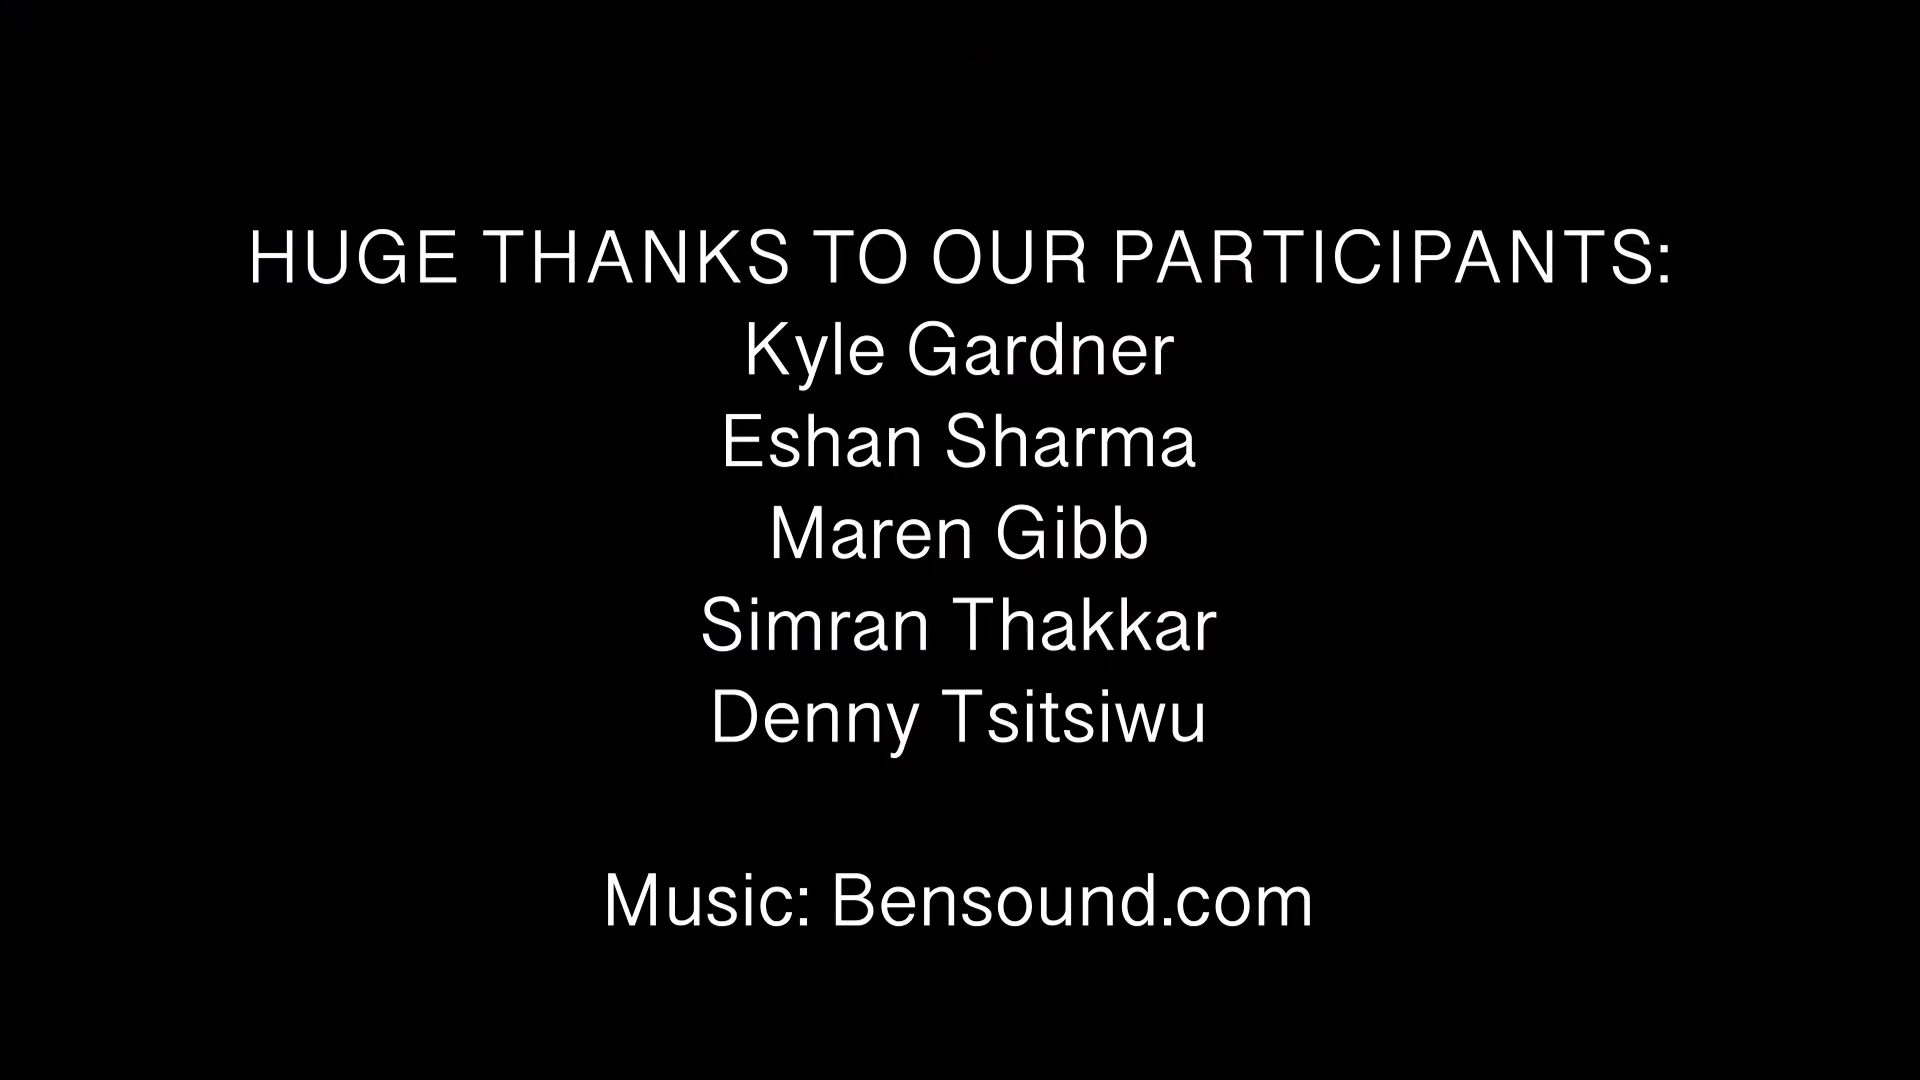 HUGE THANKS TO OUR PARTICIPANTS:
Kyle Gardner
Eshan Sharma
Maren Gibb
Simran Thakkar
Denny Tsitsiwu
Music: Bensound.com